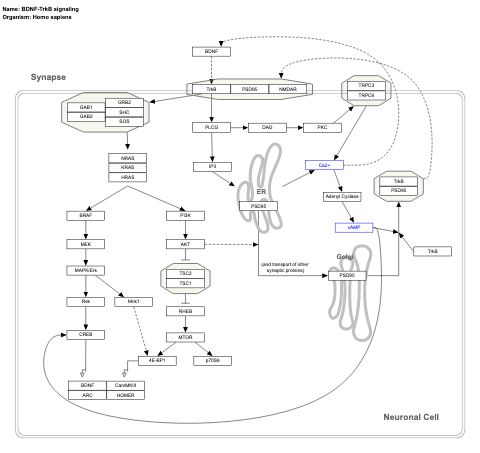 Name: BDNF-TrkB signaling
Organism: Homo sapiens
BDNF
Synapse
TrkB PSD95 NMDAR
TRPC3
TRPC6
GAB1
GAB2
GRB2
SHC
SOS
PLCG DAG PKC
NRAS
KRAS
HRAS
IP3
Ca2+
ER
TrkB
PSD95
Adenyl Cyclase
PSD95
BRAF PI3K
cAMP
MEK AKT
TrkB
Golgi
(and transport of other
synaptic proteins)
MAPK/Erk
TSC2
TSC1
PSD95
Rsk Mnk1
RHEB
CREB
MTOR
4E-BP1 p70S6
BDNF CamMKIII
ARC HOMER
Neuronal Cell